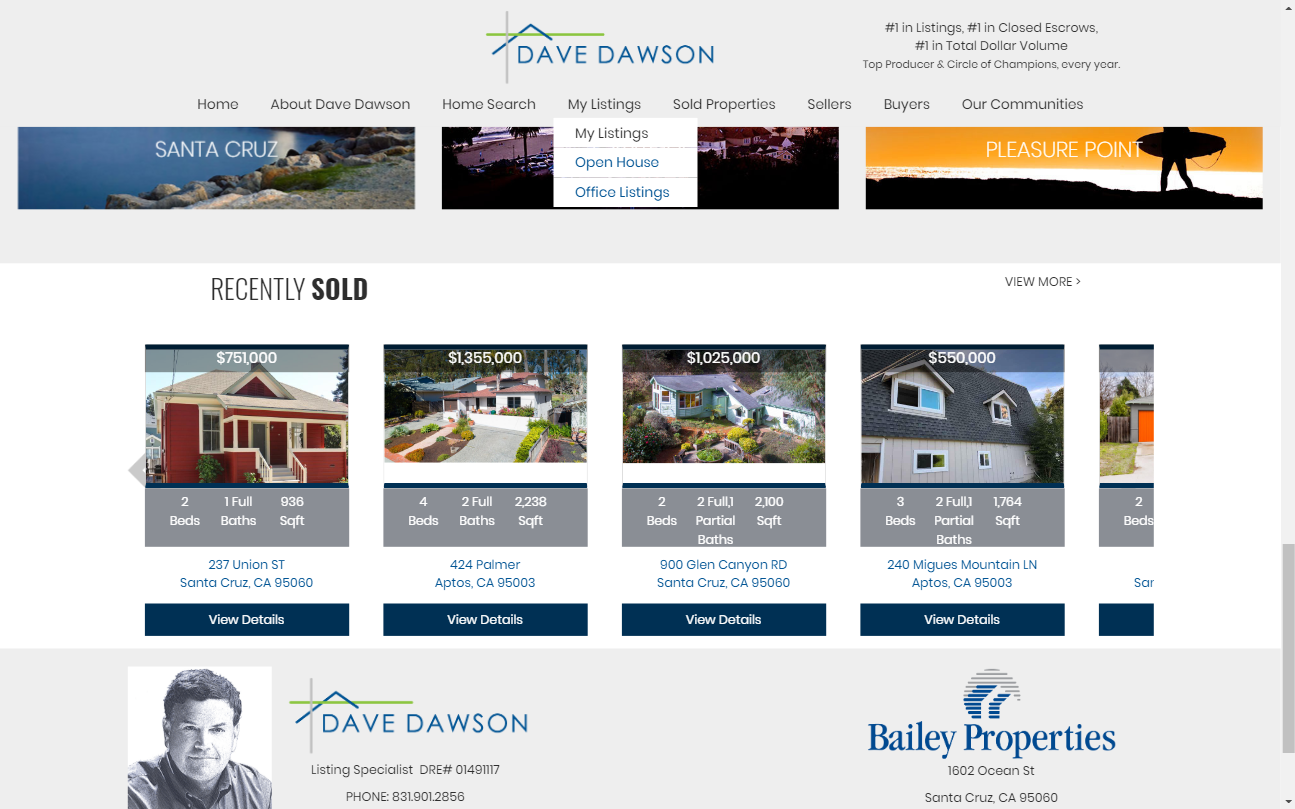 DAVE DAWSON
#1 in Listings, #1 in Closed Escrows,
#1 in Total Dollar Volume
Top Producer & Circle of Champions, every year.
Home About Dave Dawson Home Search My Listings Sold Properties Sellers Buyers Our Communities
My Listings
Open House
Office Listings
SANTA CRUZ
PLEASURE POINT
RECENTLY SOLD
VIEW MORE >
$751,000
2 1 Full 936
Beds Baths Sqft
237 Union ST
Santa Cruz, CA 95060
View Details
$1,355,000
4 2 Full 2,238
Beds Baths Sqft
424 Palmer
Aptos, CA 95003
View Details
$1,025,000
2 2 Full,1 2,100
Beds Partial Sqft
Baths
900 Glen Canyon RD
Santa Cruz, CA 95060
View Details
$550,000
3 2 Full,1 1,764
Beds Partial Sqft
Baths
240 Migues Mountain LN
Aptos, CA 95003
View Details
2
Beds
Sar
DAVE DAWSON
Listing Specialist DRE# 01491117
PHONE: 831.901.2856
Bailey Properties
1602 Ocean St
Santa Cruz, CA 95060